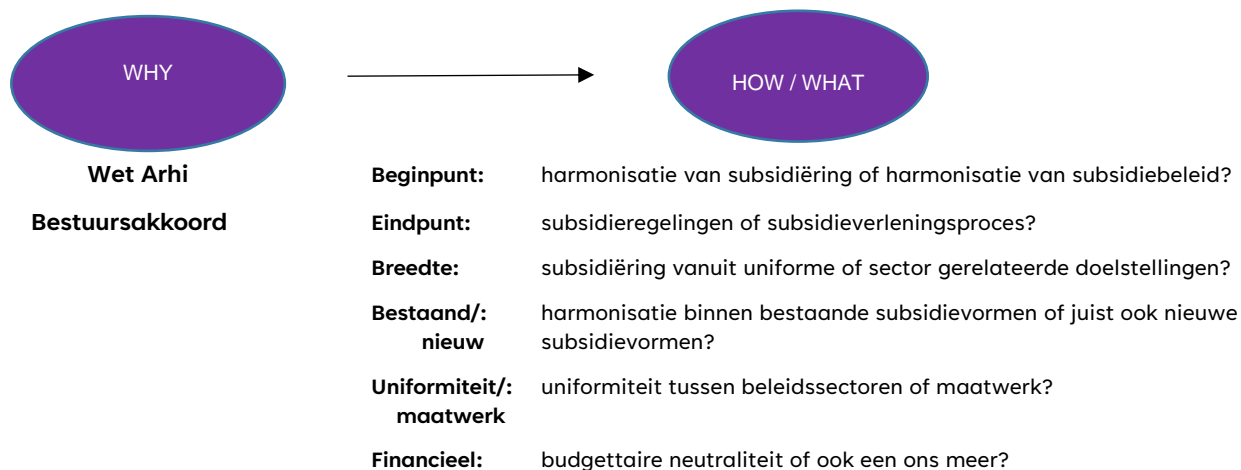 WHY
HOW / WHAT
Wet Arhi
Bestuursakkoord
Beginpunt: harmonisatie van subsidiëring of harmonisatie van subsidiebeleid?
Eindpunt: subsidieregelingen of subsidieverleningsproces?
Breedte: subsidiëring vanuit uniforme of sector gerelateerde doelstellingen?
Bestaand/: harmonisatie binnen bestaande subsidievormen of juist ook nieuwe
nieuw subsidievormen?
Uniformiteit/: uniformiteit tussen beleidssectoren of maatwerk?
maatwerk
Financieel: budgettaire neutraliteit of ook een ons meer?